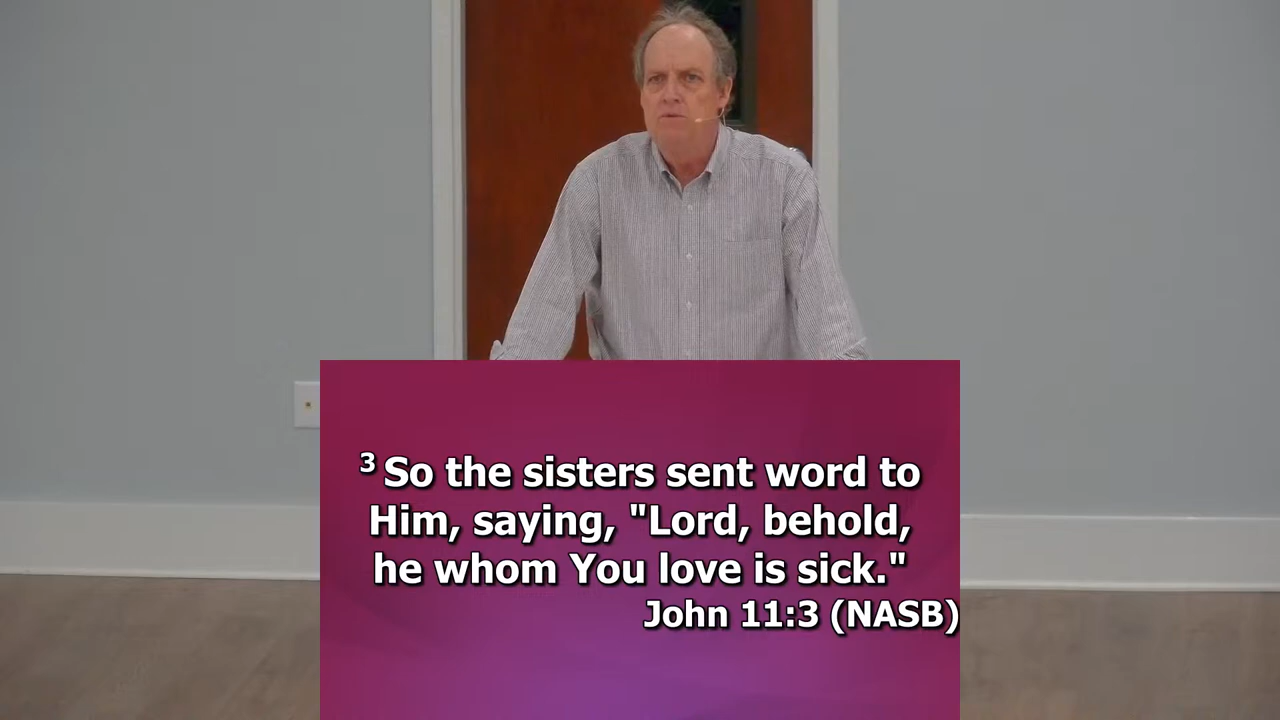 ³ So the sisters sent word to
Him, saying, "Lord, behold,
he whom You love is sick."
John 11:3 (NASB)